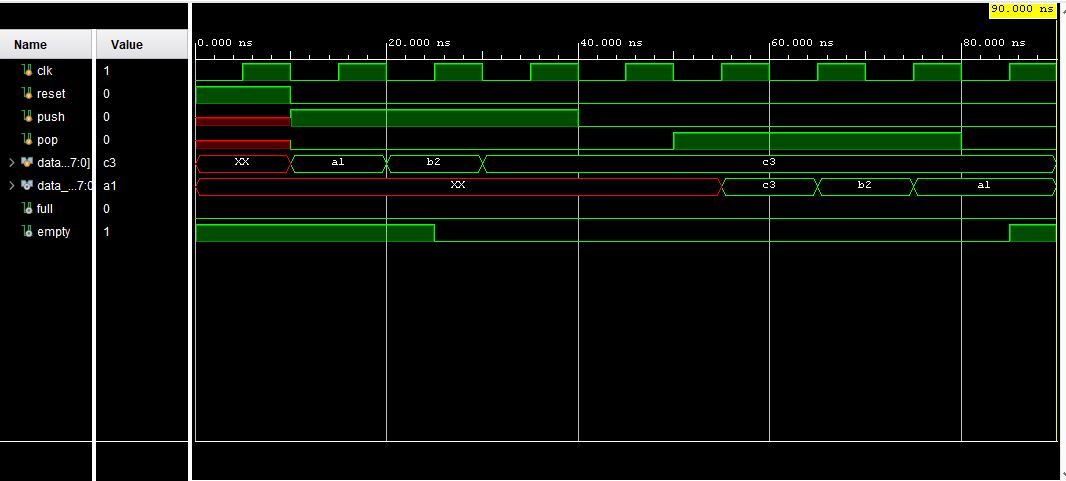 90.000 ns
Name Value
0.000 ns 20.000 ns 40.000 ns 60.000 ns 80.000 ns
clk 1
reset 0
push 0
pop 0
data...7:0] c3 XX a1 b2 c3
data_...7:0 a1 XX c3 b2 a1
full 0
empty 1